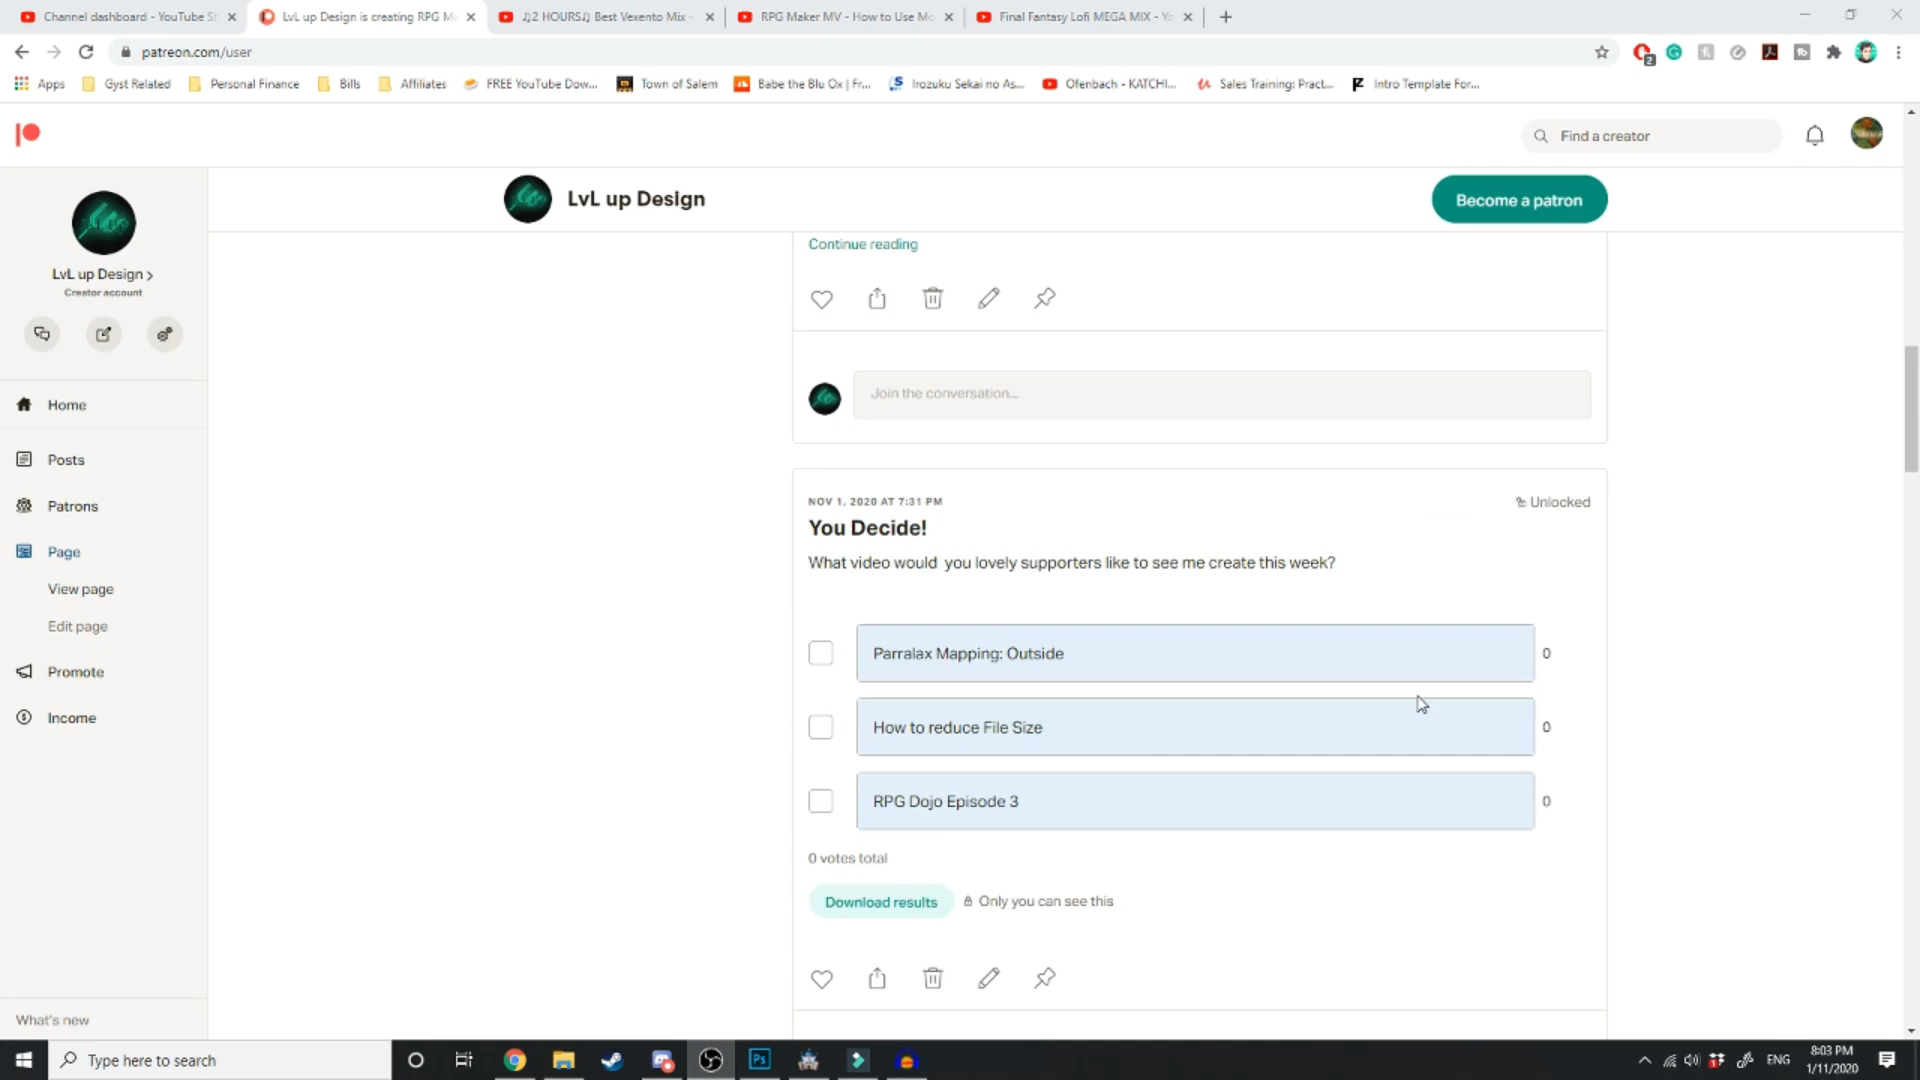 Channel dashboard - YouTube St
LvL up Design is creating RPG M
♫2 HOURS♫ Best Vexento Mix -
RPG Maker MV - How to Use Mo
Final Fantasy Lofi MEGA MIX - Yo
patreon.com/user
2
Apps
Gyst Related
Personal Finance
Bills
Affiliates
FREE YouTube Dow...
Town of Salem
Babe the Blu Ox | Fr...
Irozuku Sekai no As...
Ofenbach - KATCHI...
Sales Training: Pract...
Intro Template For...
Find a creator
LvL up Design
Become a patron
LvL up Design
Creator account
Home
Posts
Patrons
Page
View page
Edit page
Promote
Income
What's new
Continue reading
Join the conversation...
NOV 1, 2020 AT 7:31 PM
Unlocked
You Decide!
What video would  you lovely supporters like to see me create this week?
Parralax Mapping: Outside
0
How to reduce File Size
0
RPG Dojo Episode 3
0
0 votes total
Download results
Only you can see this
Type here to search
Ps
ENG
8:03 PM
1/11/2020